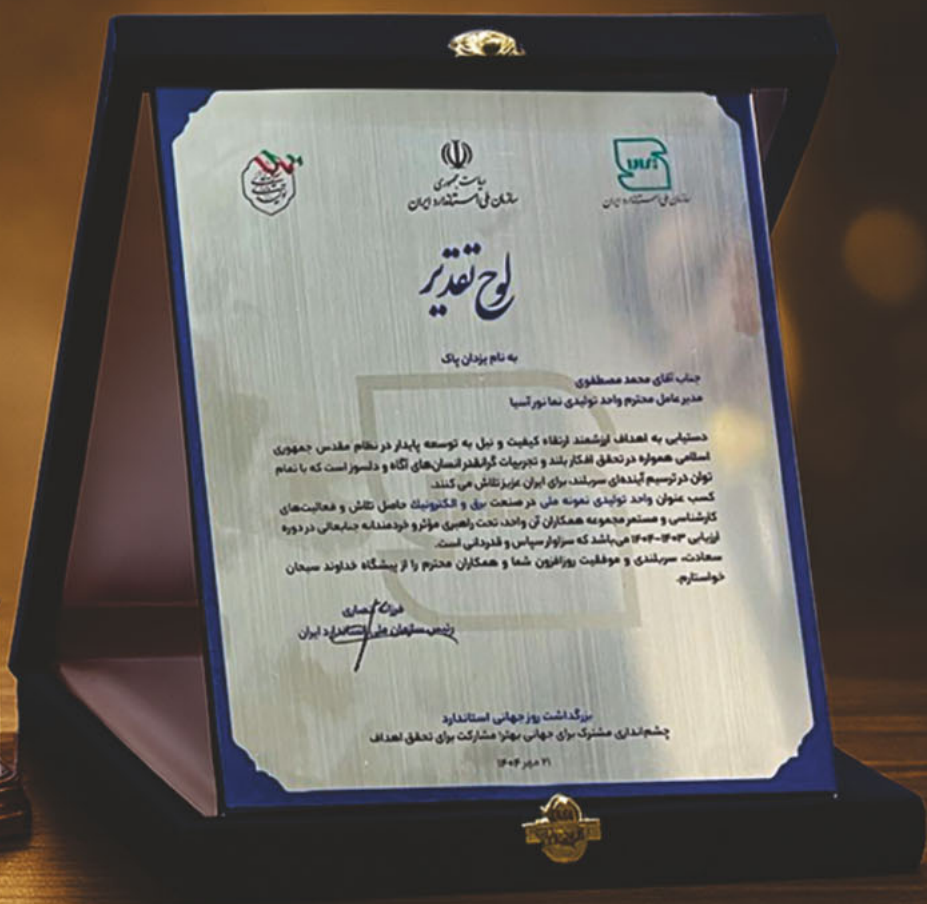 ریاست جمهوری
سازمان ملی استاندارد ایران
سازمان ملی استاندارد ایران
لوح تقدیر
به نام یزدان پاک
جناب آقای محمد مصطفوی
مدیرعامل محترم واحد تولیدی نما نور آسیا
دستیابی به اهداف ارزشمند ارتقاء کیفیت و نیل به توسعه پایدار در نظام مقدس جمهوری
اسلامی همواره در تحقق افکار بلند و تجربیات گرانقدر انسان‌های آگاه و دلسوز است که با تمام
توان در ترسیم آینده‌ای سربلند، برای ایران عزیز تلاش می کنند.
کسب عنوان واحد تولیدی نمونه ملی در صنعت برق و الکترونیک حاصل تلاش و فعالیت‌های
کارشناسی و مستمر مجموعه همکاران آن واحد، تحت راهبری مؤثر و خردمندانه جنابعالی در دوره
ارزیابی ۱۴۰۳-۱۴۰۴ می‌باشد که سزاوار سپاس و قدردانی است.
سعادت، سربلندی و موفقیت روزافزون شما و همکاران محترم را از پیشگاه خداوند سبحان
خواستارم.
فرزانه انصاری
رئیس سازمان ملی استاندارد ایران
بزرگداشت روز جهانی استاندارد
چشم‌اندازی مشترک برای جهانی بهتر؛ مشارکت برای تحقق اهداف
۲۱ مهر ۱۴۰۴